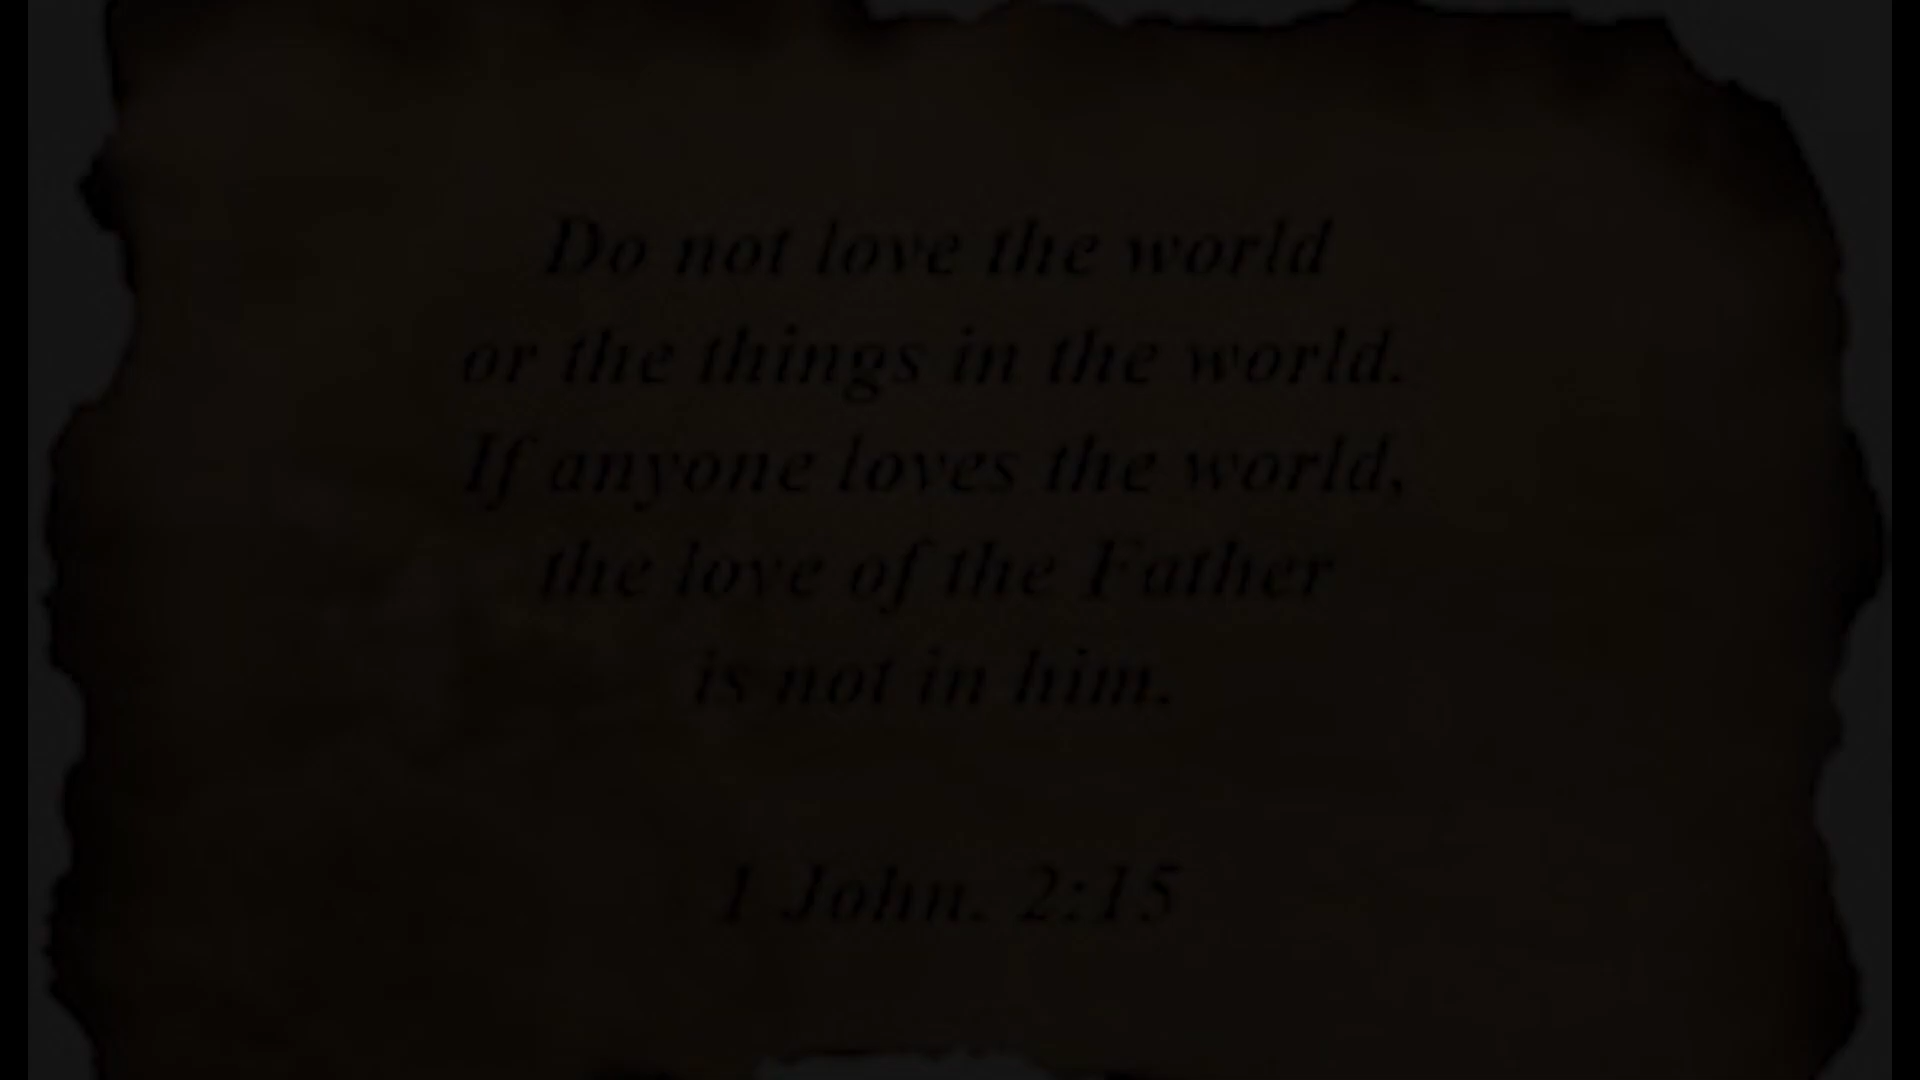 Do not love the world
or the things in the world.
If anyone loves the world,
the love of the Father
is not in him.
1 John. 2:15